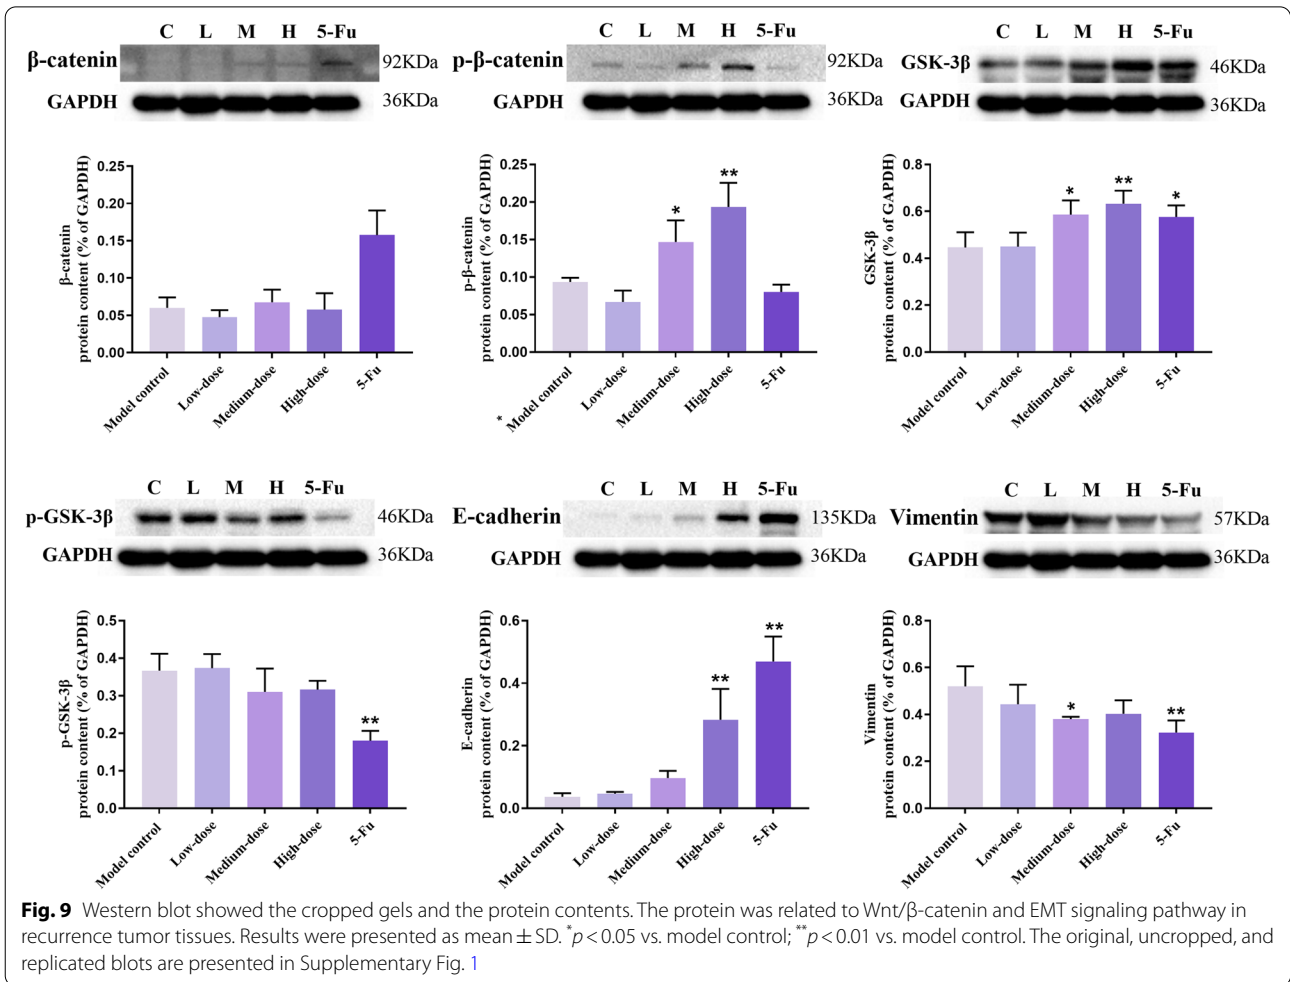 C L M H 5-Fu
β-catenin 92KDa
GAPDH 36KDa
β-catenin
protein content (% of GAPDH)
0.25
0.20
0.15
0.10
0.05
0.00
Model control
Low-dose
Medium-dose
High-dose
5-Fu
C L M H 5-Fu
p-β-catenin 92KDa
GAPDH 36KDa
p-β-catenin
protein content (% of GAPDH)
0.25
0.20
0.15
0.10
0.05
0.00
*
**
* Model control
Low-dose
Medium-dose
High-dose
5-Fu
C L M H 5-Fu
GSK-3β 46KDa
GAPDH 36KDa
GSK-3β
protein content (% of GAPDH)
0.8
0.6
0.4
0.2
0.0
*
**
*
Model control
Low-dose
Medium-dose
High-dose
5-Fu
C L M H 5-Fu
p-GSK-3β 46KDa
GAPDH 36KDa
p-GSK-3β
protein content (% of GAPDH)
0.5
0.4
0.3
0.2
0.1
0.0
**
Model control
Low-dose
Medium-dose
High-dose
5-Fu
C L M H 5-Fu
E-cadherin 135KDa
GAPDH 36KDa
E-cadherin
protein content (% of GAPDH)
0.6
0.4
0.2
0.0
**
**
Model control
Low-dose
Medium-dose
High-dose
5-Fu
C L M H 5-Fu
Vimentin 57KDa
GAPDH 36KDa
Vimentin
protein content (% of GAPDH)
0.8
0.6
0.4
0.2
0.0
*
**
Model control
Low-dose
Medium-dose
High-dose
5-Fu
Fig. 9 Western blot showed the cropped gels and the protein contents. The protein was related to Wnt/β-catenin and EMT signaling pathway in
recurrence tumor tissues. Results were presented as mean ± SD. *p < 0.05 vs. model control; **p < 0.01 vs. model control. The original, uncropped, and
replicated blots are presented in Supplementary Fig. 1